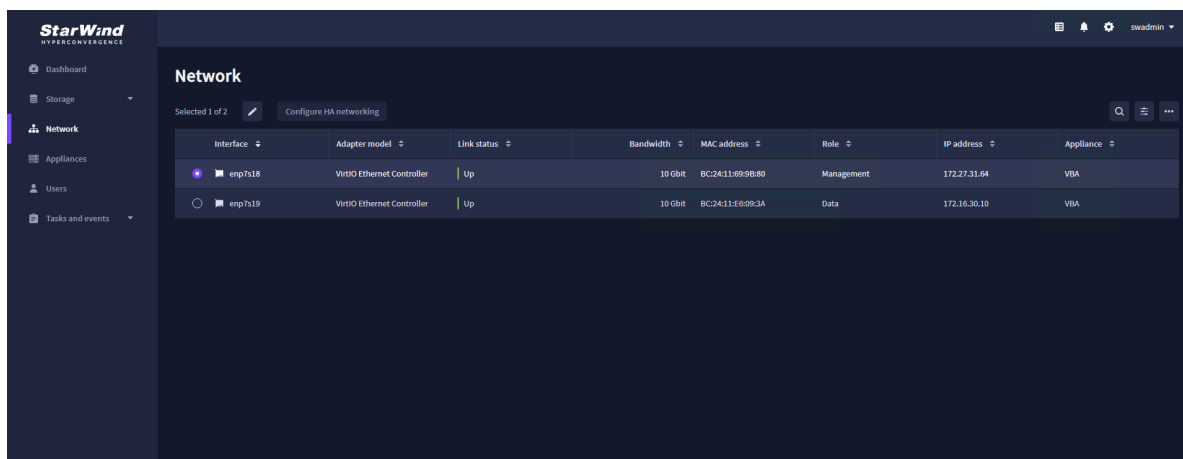 StarWind
HYPERCONVERGENCE
swadmin
Dashboard
Storage
Network
Appliances
Users
Tasks and events
Network
Selected 1 of 2 Configure HA networking
Interface Adapter model Link status Bandwidth MAC address Role IP address Appliance
enp7s18 VirtIO Ethernet Controller Up 10 Gbit BC:24:11:69:9B:80 Management 172.27.31.64 VBA
enp7s19 VirtIO Ethernet Controller Up 10 Gbit BC:24:11:E6:09:3A Data 172.16.30.10 VBA